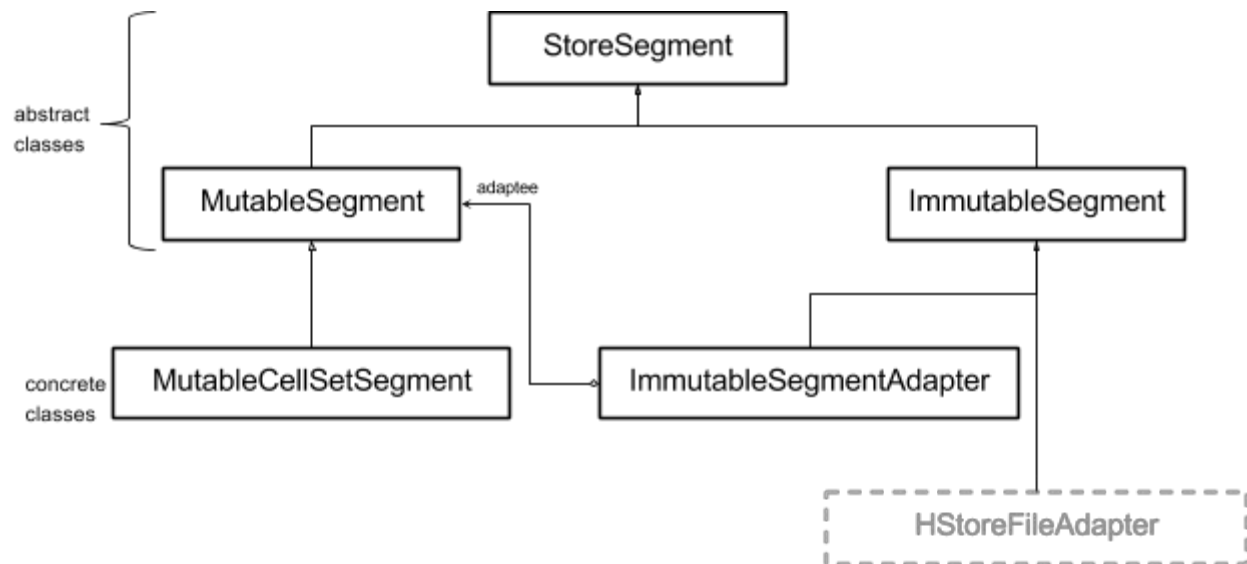 StoreSegment
abstract
classes
MutableSegment
adaptee
ImmutableSegment
concrete
classes
MutableCellSetSegment
ImmutableSegmentAdapter
HStoreFileAdapter